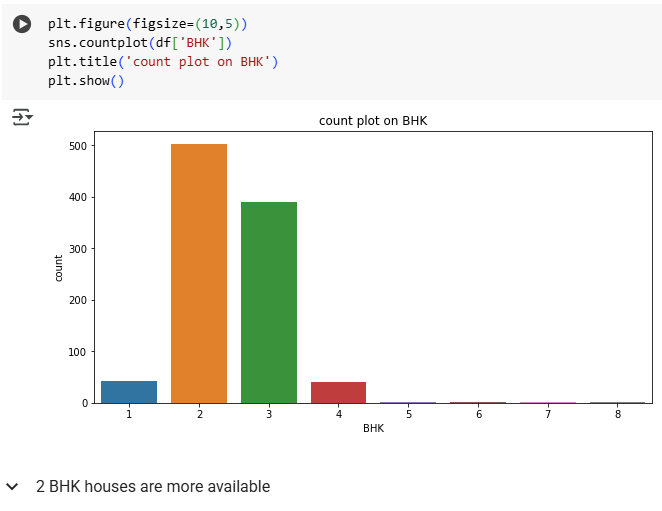 plt.figure(figsize=(10,5))
sns.countplot(df['BHK'])
plt.title('count plot on BHK')
plt.show()
count plot on BHK
500
400
300
200
100
0
count
1 2 3 4 5 6 7 8
BHK
2 BHK houses are more available